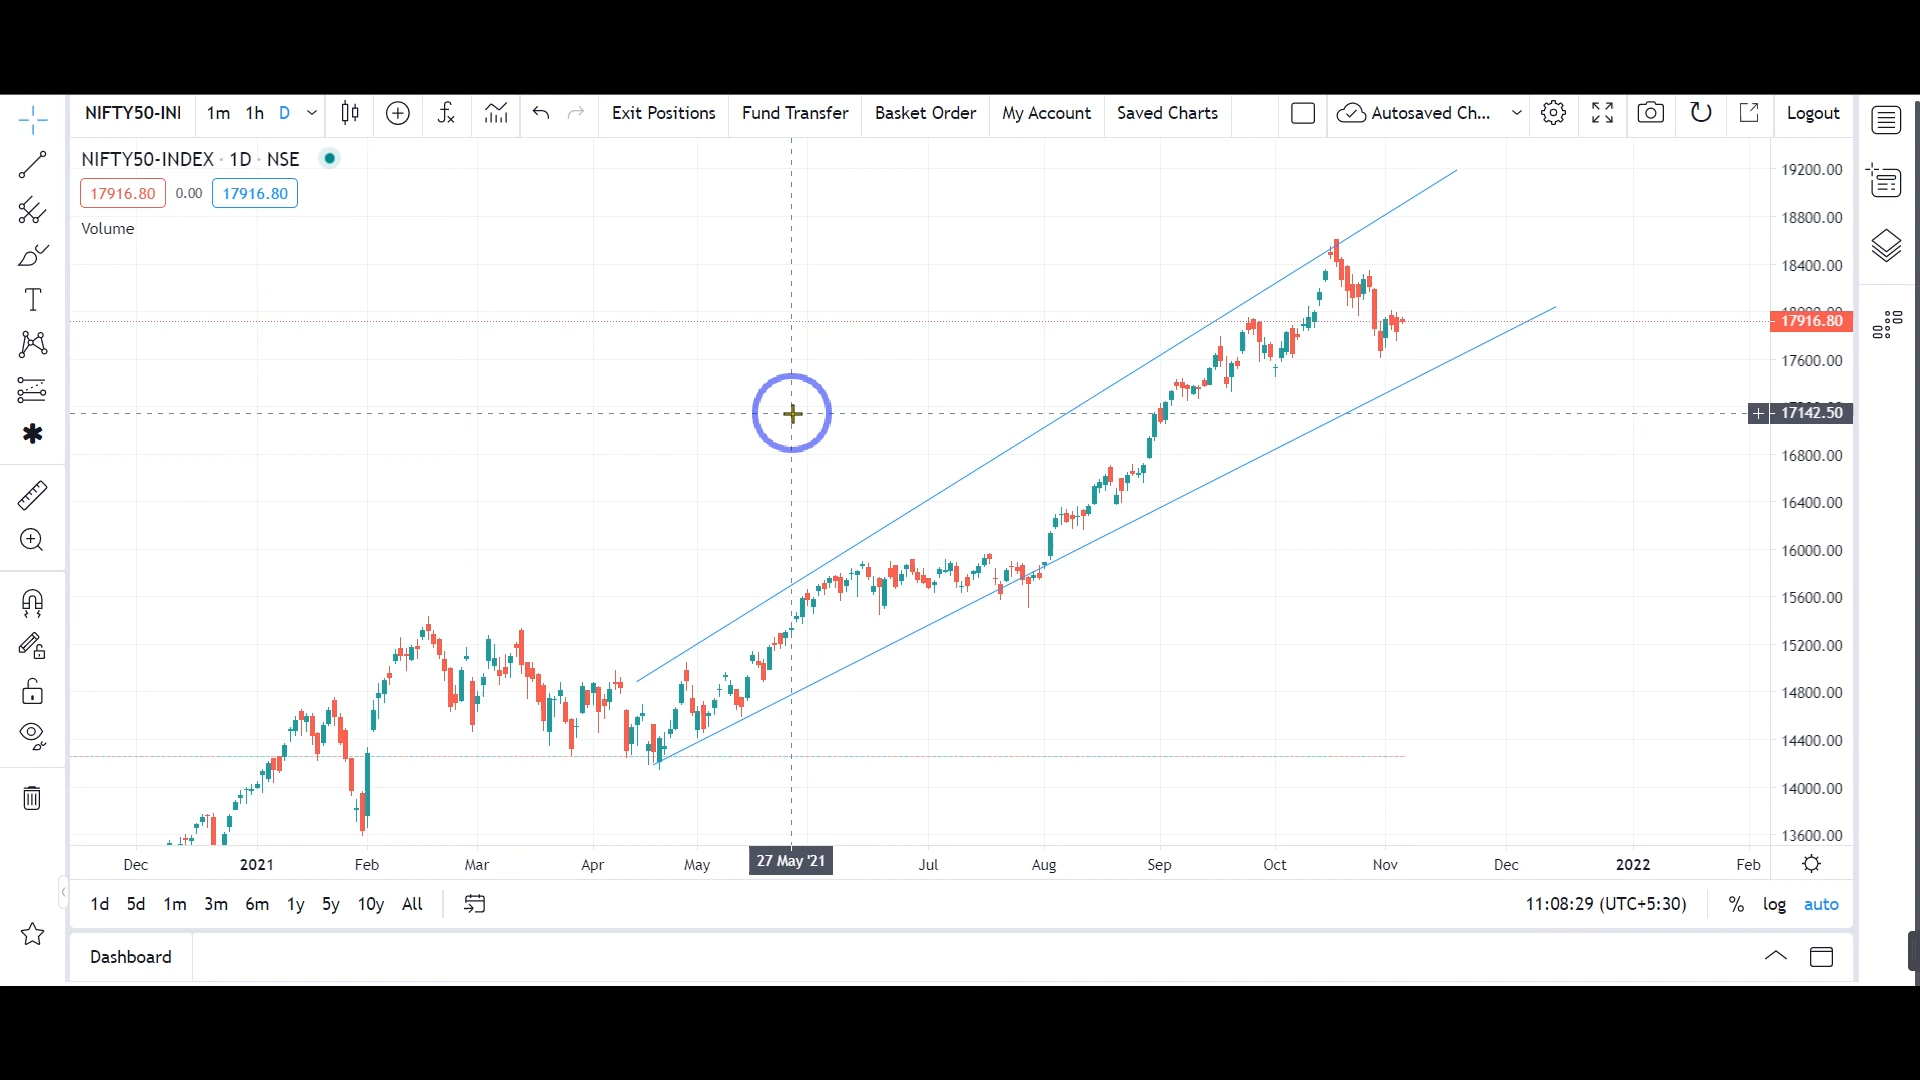 NIFTY50-INI 1m 1h D Exit Positions Fund Transfer Basket Order My Account Saved Charts Autosaved Ch... Logout
NIFTY50-INDEX · 1D · NSE
17916.80 0.00 17916.80
Volume
19200.00
18800.00
18400.00
17916.80
17600.00
17142.50
16800.00
16400.00
16000.00
15600.00
15200.00
14800.00
14400.00
14000.00
13600.00
Dec 2021 Feb Mar Apr May 27 May '21 Jul Aug Sep Oct Nov Dec 2022 Feb
1d 5d 1m 3m 6m 1y 5y 10y All 11:08:29 (UTC+5:30) % log auto
Dashboard